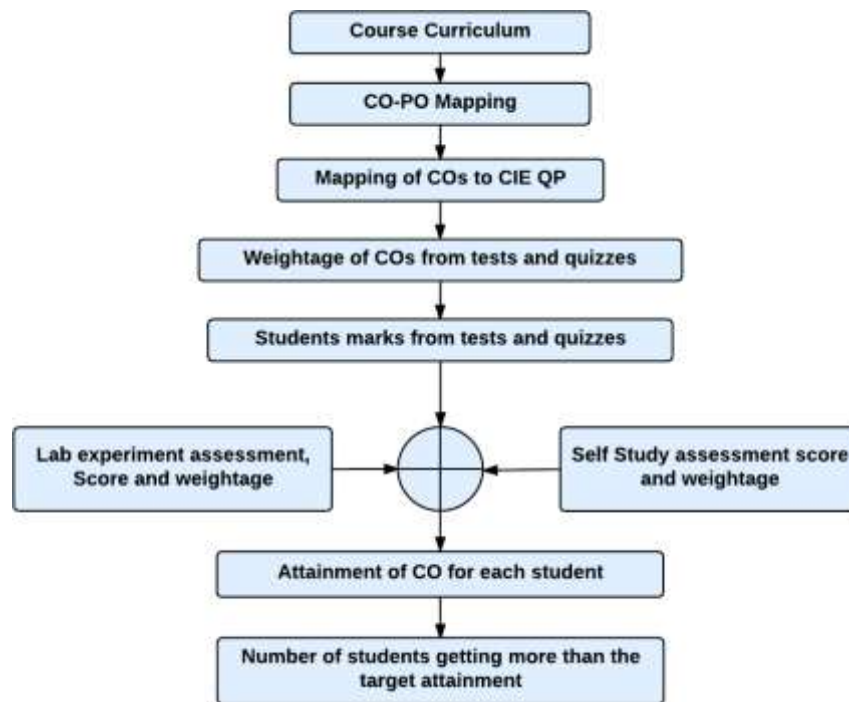 Course Curriculum
CO-PO Mapping
Mapping of COs to CIE QP
Weightage of COs from tests and quizzes
Students marks from tests and quizzes
Lab experiment assessment,
Score and weightage
Self Study assessment score
and weightage
Attainment of CO for each student
Number of students getting more than the
target attainment